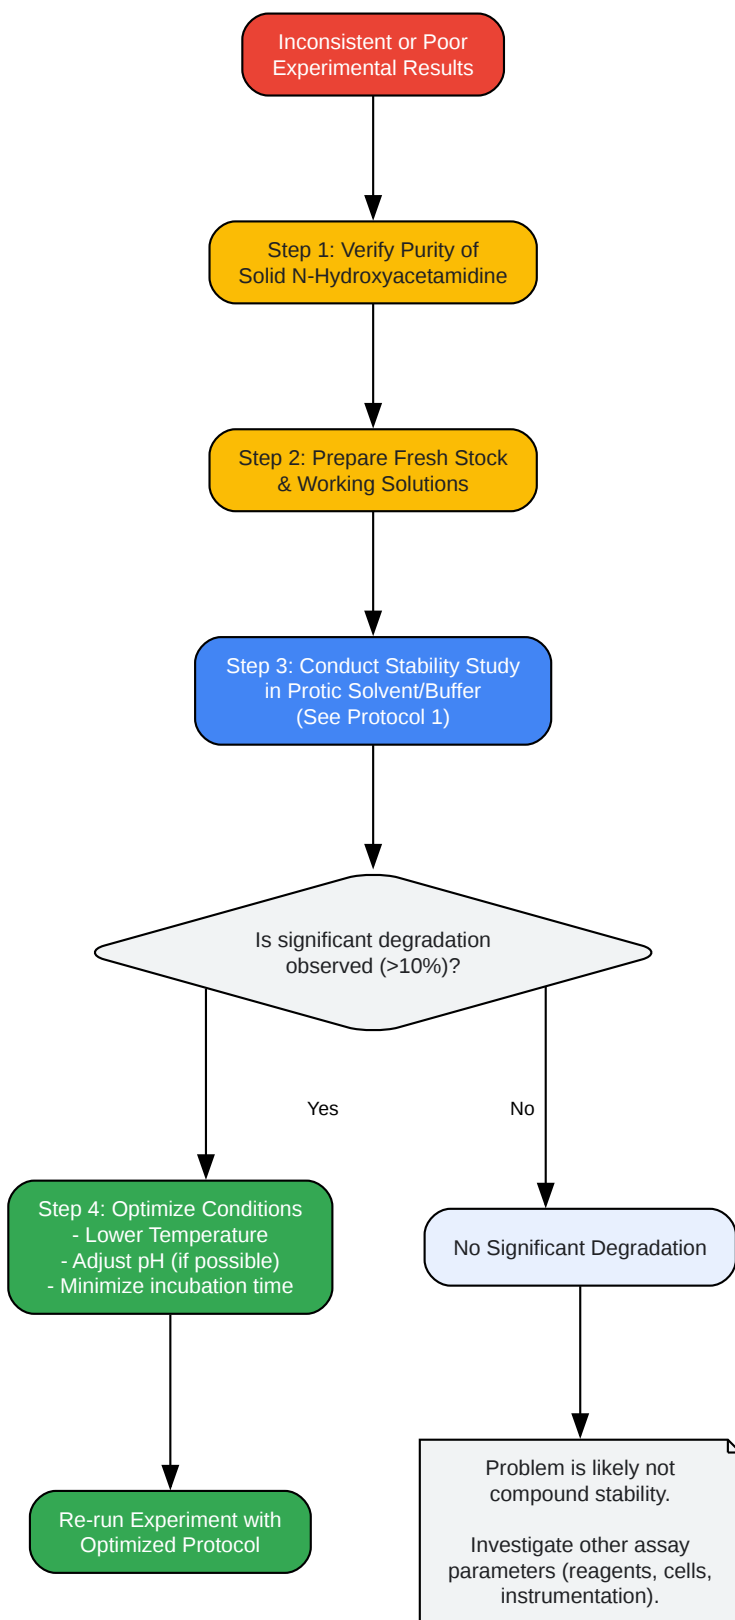 Inconsistent or Poor
Experimental Results
Step 1: Verify Purity of
Solid N-Hydroxyacetamidine
Step 2: Prepare Fresh Stock
& Working Solutions
Step 3: Conduct Stability Study
in Protic Solvent/Buffer
(See Protocol 1)
Is significant degradation
observed (>10%)?
Yes
No
Step 4: Optimize Conditions
- Lower Temperature
- Adjust pH (if possible)
- Minimize incubation time
No Significant Degradation
Re-run Experiment with
Optimized Protocol
Problem is likely not
compound stability.
Investigate other assay
parameters (reagents, cells,
instrumentation).